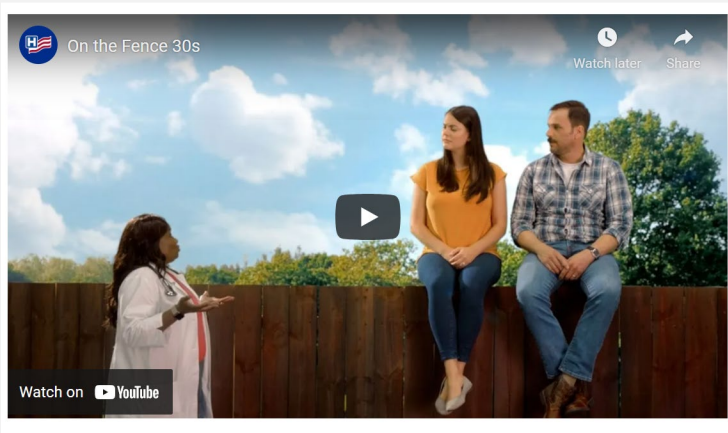 H
On the Fence 30s
Watch later
Share
Watch on YouTube